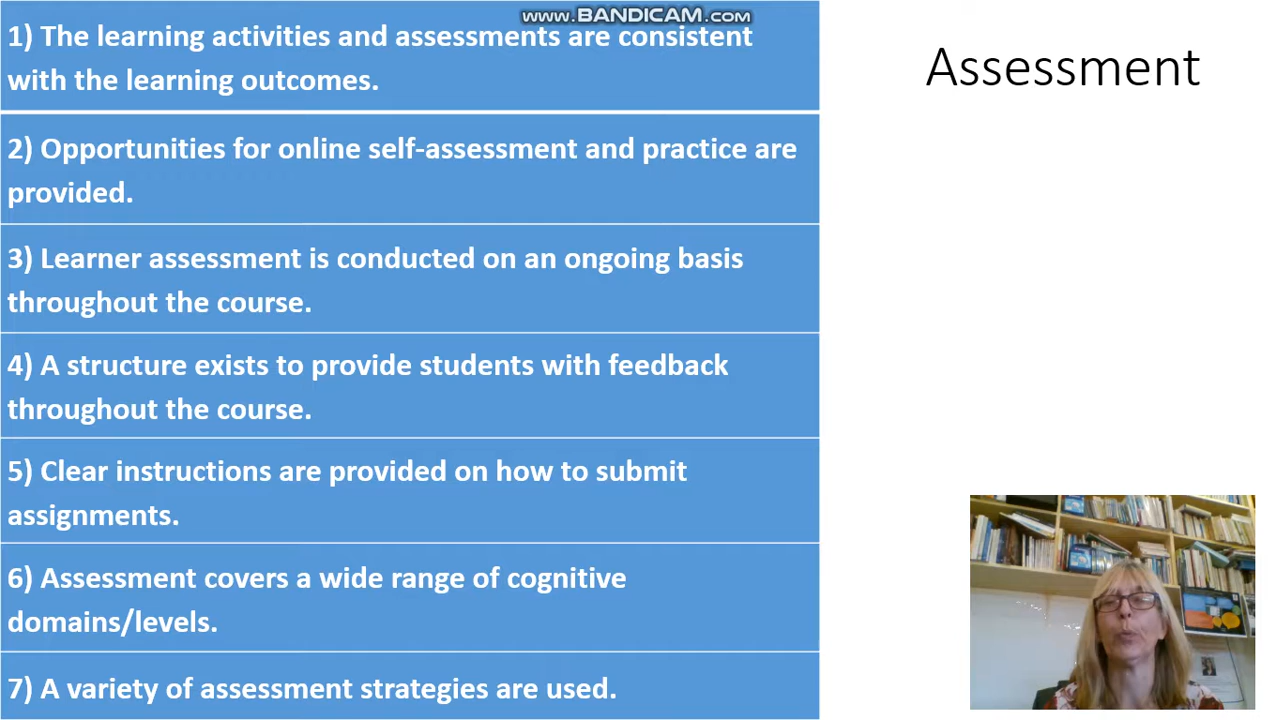 www.BANDICAM.com
1) The learning activities and assessments are consistent
with the learning outcomes.
Assessment
2) Opportunities for online self-assessment and practice are
provided.
3) Learner assessment is conducted on an ongoing basis
throughout the course.
4) A structure exists to provide students with feedback
throughout the course.
5) Clear instructions are provided on how to submit
assignments.
6) Assessment covers a wide range of cognitive
domains/levels.
7) A variety of assessment strategies are used.